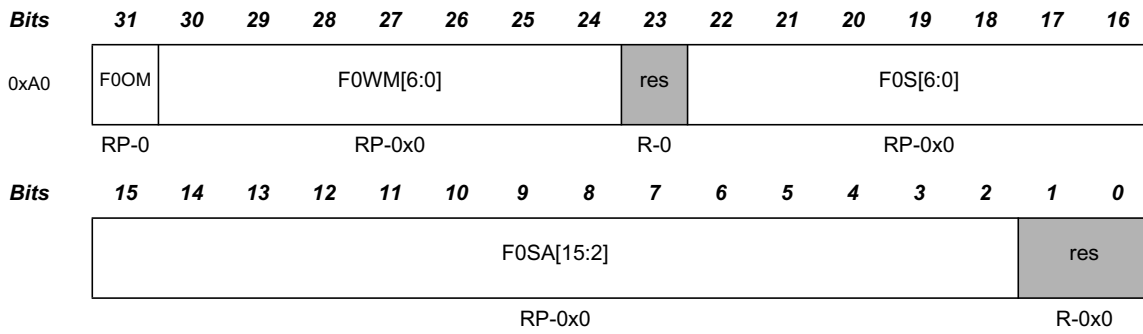 Bits 31 30 29 28 27 26 25 24 23 22 21 20 19 18 17 16
0xA0 F0OM F0WM[6:0] res F0S[6:0]
RP-0 RP-0x0 R-0 RP-0x0
Bits 15 14 13 12 11 10 9 8 7 6 5 4 3 2 1 0
F0SA[15:2] res
RP-0x0 R-0x0